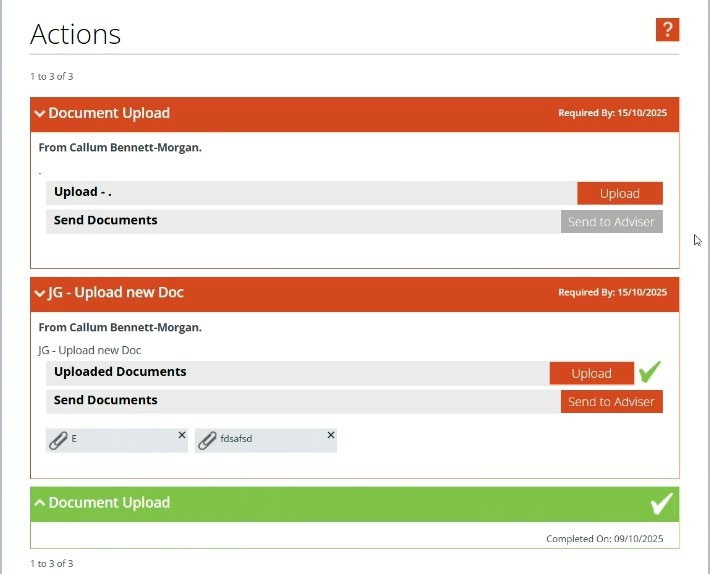 Actions
?
1 to 3 of 3
Document Upload Required By: 15/10/2025
From Callum Bennett-Morgan.
.
Upload - . Upload
Send Documents Send to Adviser
JG - Upload new Doc Required By: 15/10/2025
From Callum Bennett-Morgan.
JG - Upload new Doc
Uploaded Documents Upload
Send Documents Send to Adviser
E fdsafsd
Document Upload
Completed On: 09/10/2025
1 to 3 of 3